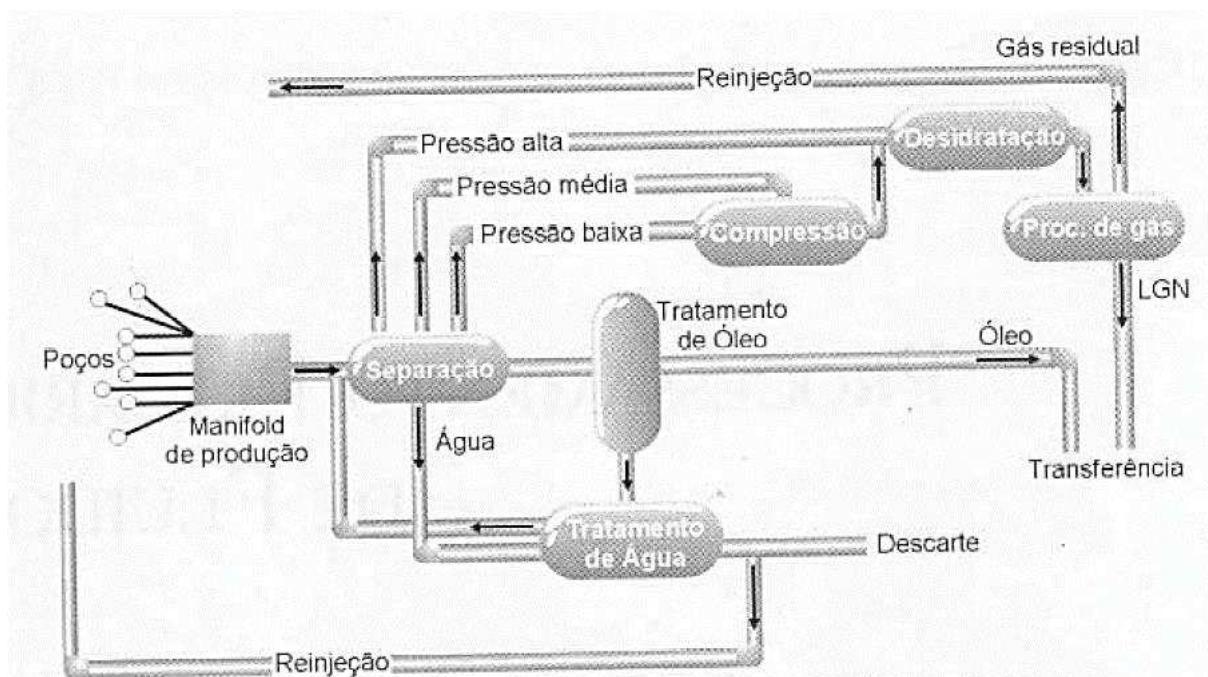 Gás residual
Reinjeção
Pressão alta
Desidratação
Pressão média
Pressão baixa
Compressão
Proc. de gas
LGN
Tratamento
de Óleo
Óleo
Poços
Separação
Manifold
de produção
Água
Transferência
Tratamento
de Água
Descarte
Reinjeção